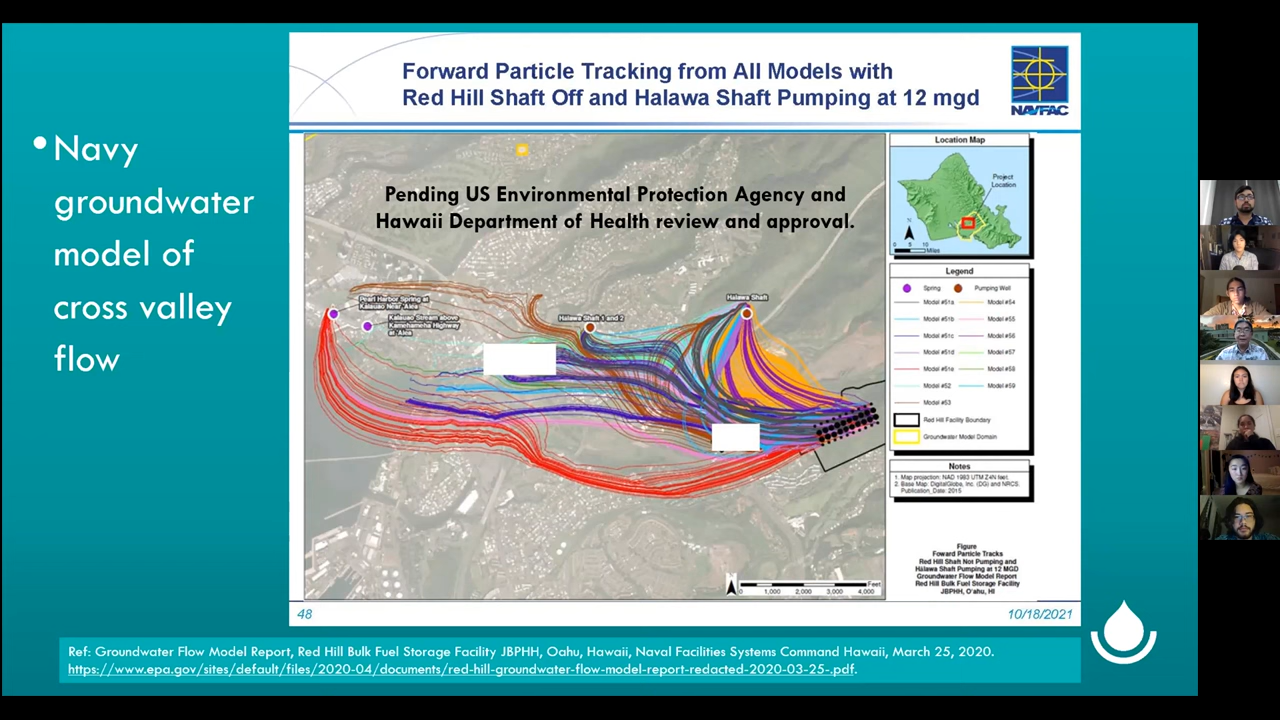 Forward Particle Tracking from All Models with
Red Hill Shaft Off and Halawa Shaft Pumping at 12 mgd
NAVFAC
•Navy
groundwater
model of
cross valley
flow
Pending US Environmental Protection Agency and
Hawaii Department of Health review and approval.
Pearl Harbor Spring at
Kalauao Near 'Aiea
Kalauao Stream above
Kamehameha Highway
at 'Aiea
Halawa Shaft 1 and 2
Halawa Shaft
N
0 1,000 2,000 3,000 4,000
Feet
Location Map
Project
Location
N
0 5 10
Miles
Legend
Spring Pumping Well
Model #51a Model #54
Model #51b Model #55
Model #51c Model #56
Model #51d Model #57
Model #51e Model #58
Model #52 Model #59
Model #53
Red Hill Facility Boundary
Groundwater Model Domain
Notes
1. Map projection: NAD 1983 UTM Z4N feet.
2. Base Map: DigitalGlobe, Inc. (DG) and NRCS.
Publication_Date: 2015
Figure
Foward Particle Tracks
Red Hill Shaft Not Pumping and
Hālawa Shaft Pumping at 12 MGD
Groundwater Flow Model Report
Red Hill Bulk Fuel Storage Facility
JBPHH, O'ahu, HI
48
10/18/2021
Ref: Groundwater Flow Model Report, Red Hill Bulk Fuel Storage Facility JBPHH, Oahu, Hawaii, Naval Facilities Systems Command Hawaii, March 25, 2020.
https://www.epa.gov/sites/default/files/2020-04/documents/red-hill-groundwater-flow-model-report-redacted-2020-03-25-.pdf.